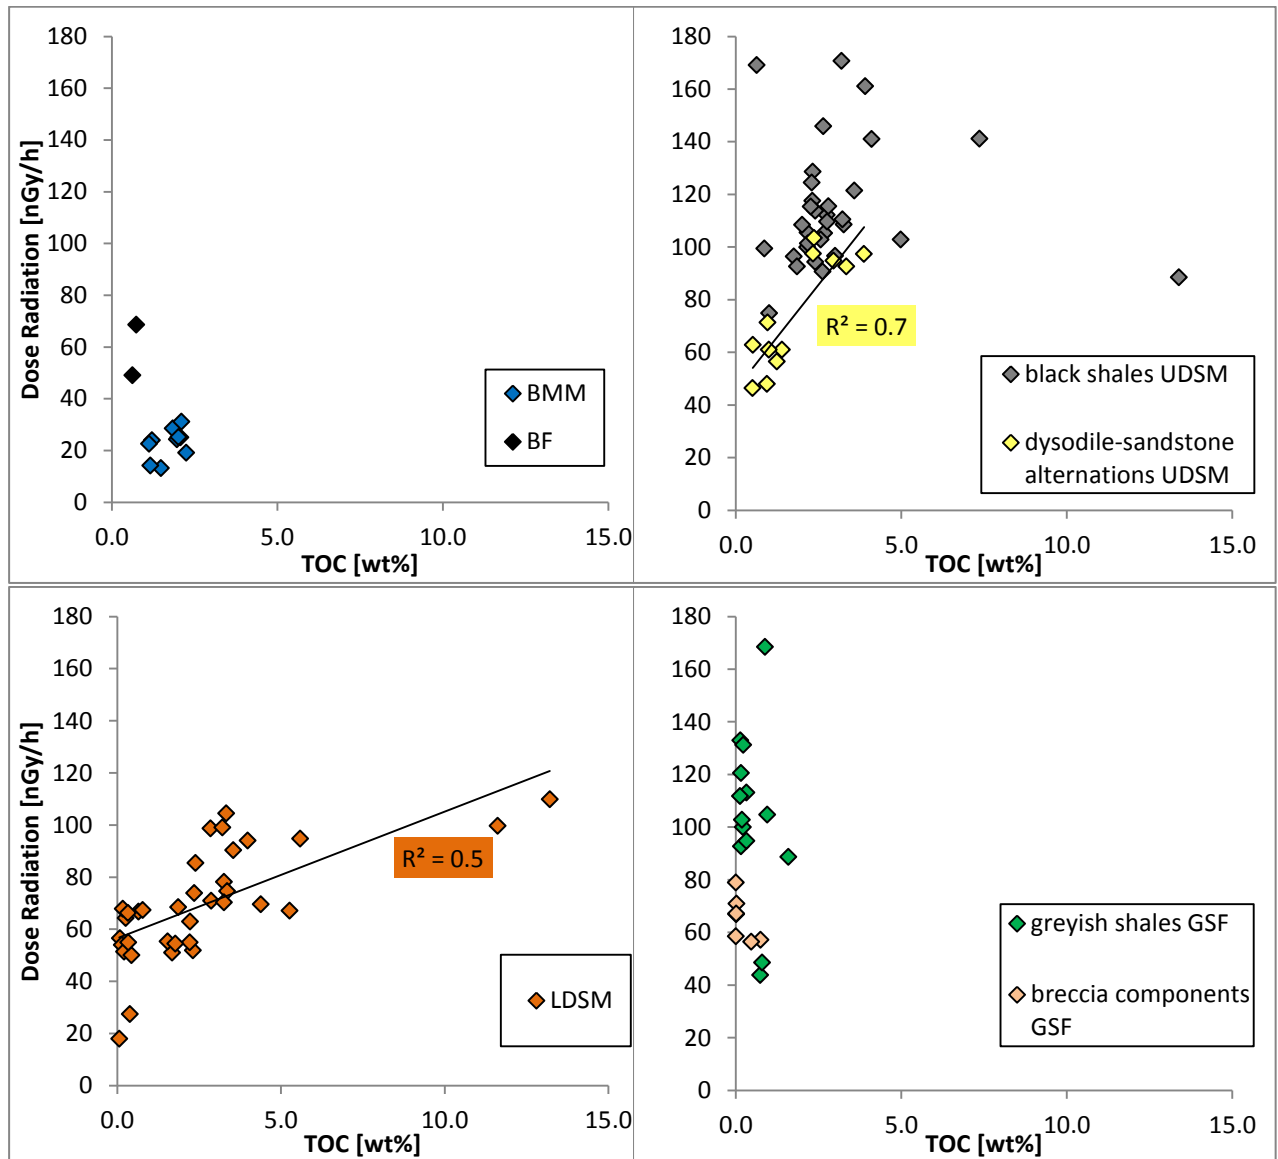 180
160
140
120
100
80
60
40
20
0
Dose Radiation [nGy/h]
0.0 5.0 10.0 15.0
TOC [wt%]
BMM
BF
180
160
140
120
100
80
60
40
20
0
0.0 5.0 10.0 15.0
TOC [wt%]
R² = 0.7
black shales UDSM
dysodile-sandstone
alternations UDSM
180
160
140
120
100
80
60
40
20
0
Dose Radiation [nGy/h]
0.0 5.0 10.0 15.0
TOC [wt%]
R² = 0.5
LDSM
180
160
140
120
100
80
60
40
20
0
0.0 5.0 10.0 15.0
TOC [wt%]
greyish shales GSF
breccia components
GSF